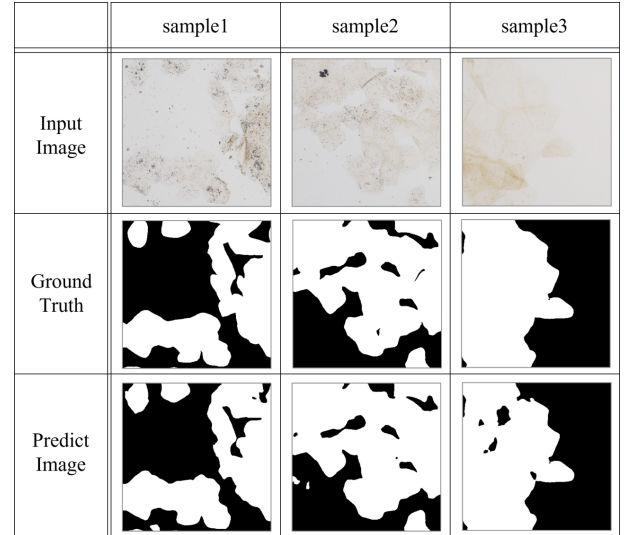 sample1
sample2
sample3
Input
Image
Ground
Truth
Predict
Image